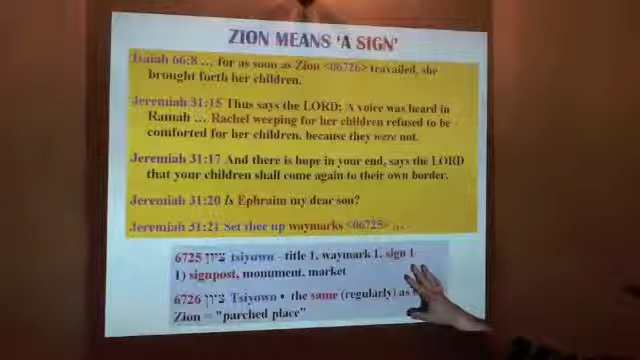 ZION MEANS 'A SIGN'
Isaiah 66:8 ... for as soon as Zion <06726> travailed, she
brought forth her children.
Jeremiah 31:15 Thus says the LORD; A voice was heard in
Ramah ... Rachel weeping for her children refused to be
comforted for her children, because they were not.
Jeremiah 31:17 And there is hope in your end, says the LORD
that your children shall come again to their own border.
Jeremiah 31:20 Is Ephraim my dear son?
Jeremiah 31:21 Set thee up waymarks <06725> ...
6725 ציון tsiyuwn - title 1, waymark 1, sign 1
1) signpost, monument, market
6726 ציון Tsiyown • the same (regularly) as
Zion = "parched place"